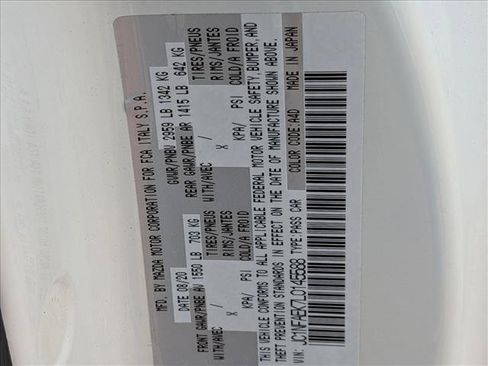 MFD. BY MAZDA MOTOR CORPORATION FOR FCA ITALY S.P.A.
DATE 08/20 GVWR/PNBV 2959 LB 1342 KG
FRONT GAWR/PNBE AV 1550 LB 703 KG REAR GAWR/PNBE AR 1415 LB 642 KG
WITH/AVEC / TIRES/PNEUS WITH/AVEC / TIRES/PNEUS
X RIMS/JANTES X RIMS/JANTES
KPA/ PSI COLD/A FROID KPA/ PSI COLD/A FROID
THIS VEHICLE CONFORMS TO ALL APPLICABLE FEDERAL MOTOR VEHICLE SAFETY, BUMPER, AND
THEFT PREVENTION STANDARDS IN EFFECT ON THE DATE OF MANUFACTURE SHOWN ABOVE.
COLOR CODE:A4D MADE IN JAPAN
VIN: JC1NFAEK7L0145588 TYPE:PASS CAR